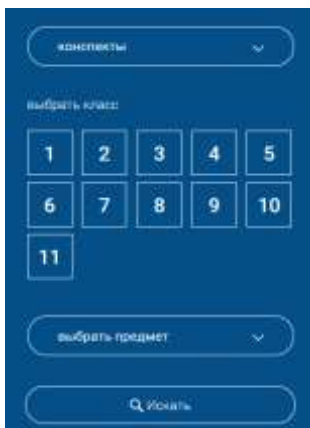 конспекты
выбрать класс
1 2 3 4 5
6 7 8 9 10
11
выбрать предмет
Искать